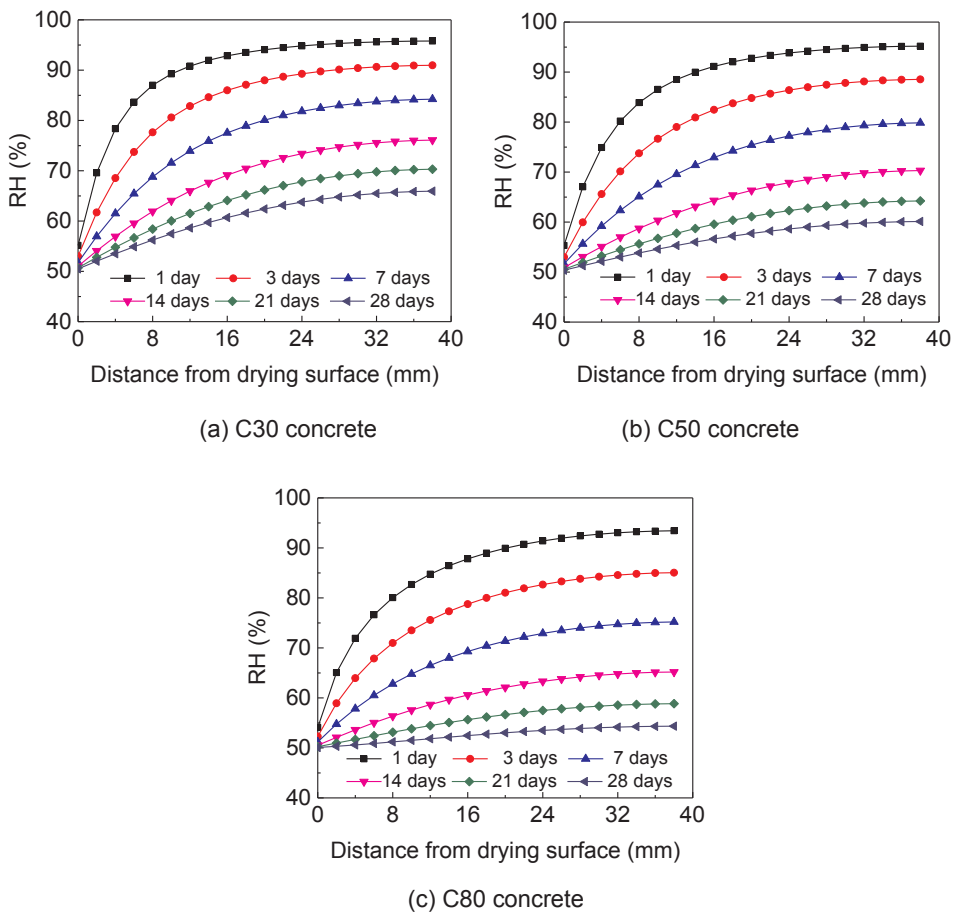 100
90
80
70
60
50
40
RH (%)
1 day 3 days 7 days
14 days 21 days 28 days
0 8 16 24 32 40
Distance from drying surface (mm)
(a) C30 concrete
100
90
80
70
60
50
40
RH (%)
1 day 3 days 7 days
14 days 21 days 28 days
0 8 16 24 32 40
Distance from drying surface (mm)
(b) C50 concrete
100
90
80
70
60
50
40
RH (%)
1 day 3 days 7 days
14 days 21 days 28 days
0 8 16 24 32 40
Distance from drying surface (mm)
(c) C80 concrete